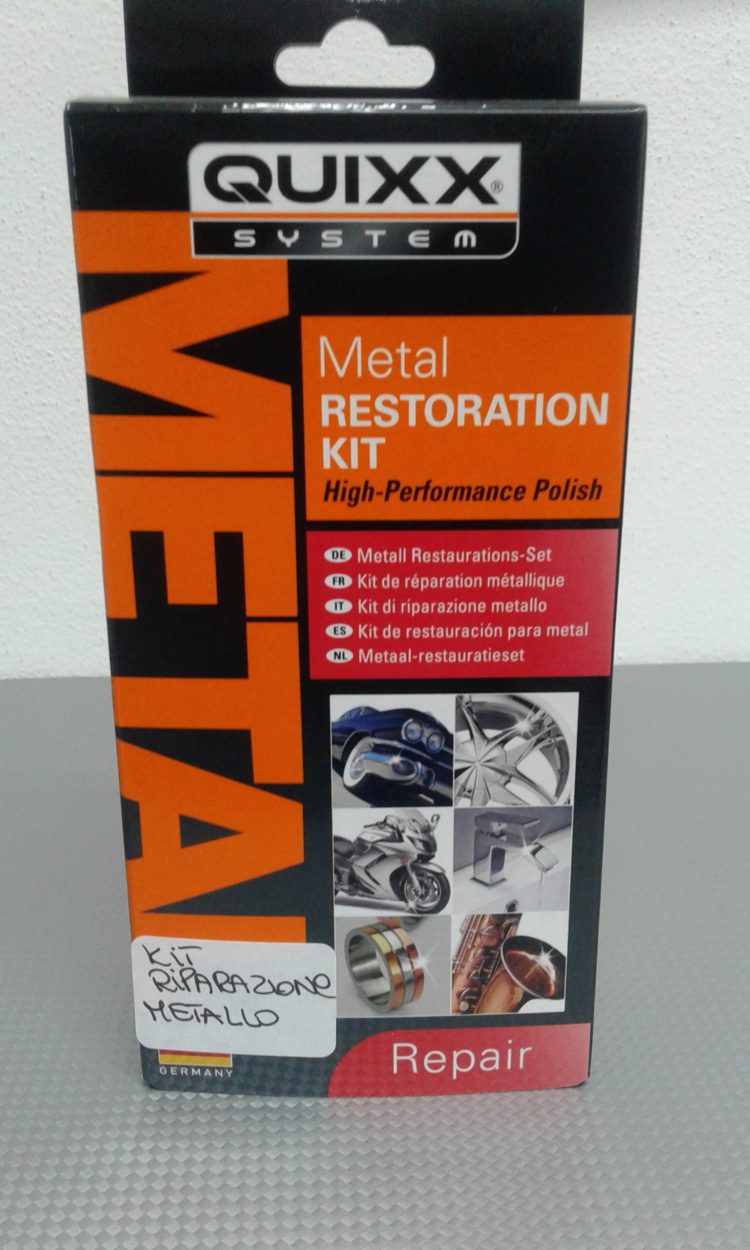 QUIXX®
SYSTEM
METAL
Metal
RESTORATION
KIT
High-Performance Polish
DE Metall Restaurations-Set
FR Kit de réparation métallique
IT Kit di riparazione metallo
ES Kit de restauración para metal
NL Metaal-restauratieset
KIT
RIPARAZIONE
METALLO
GERMANY
Repair